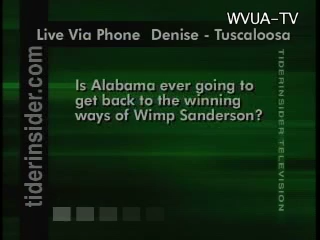 WVUA-TV
Live Via Phone  Denise - Tuscaloosa
Is Alabama ever going to
get back to the winning
ways of Wimp Sanderson?
tiderinsider.com
TIDERINSIDER TELEVISION